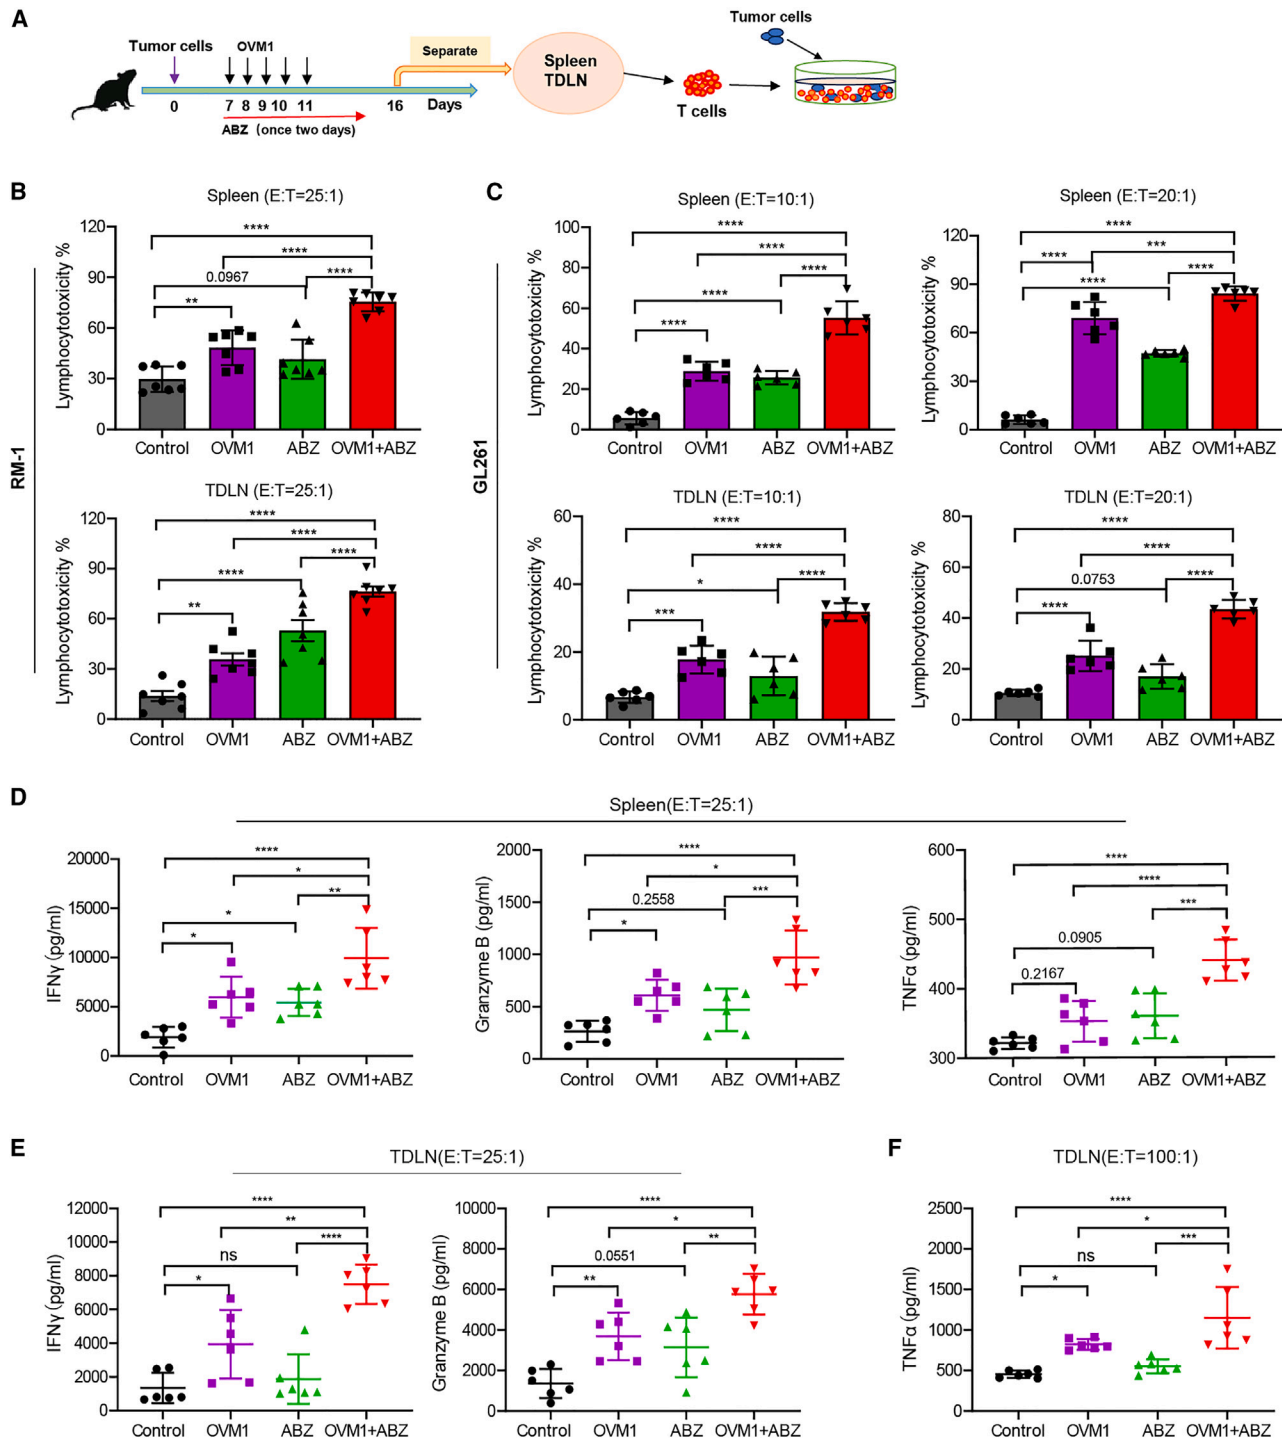 A
Tumor cells
OVM1
Separate
Spleen
TDLN
Tumor cells
T cells
0
7 8 9 10 11
16
Days
ABZ (once two days)
B
Spleen (E:T=25:1)
Lymphocytotoxicity %
120
90
60
30
0
****
****
0.0967
****
**
Control
OVM1
ABZ
OVM1+ABZ
RM-1
TDLN (E:T=25:1)
Lymphocytotoxicity %
120
90
60
30
0
****
****
****
****
**
Control
OVM1
ABZ
OVM1+ABZ
C
GL261
Spleen (E:T=10:1)
Lymphocytotoxicity %
100
80
60
40
20
0
****
****
****
****
****
Control
OVM1
ABZ
OVM1+ABZ
Spleen (E:T=20:1)
Lymphocytotoxicity %
120
90
60
30
0
****
***
****
****
****
Control
OVM1
ABZ
OVM1+ABZ
TDLN (E:T=10:1)
Lymphocytotoxicity %
60
40
20
0
****
****
*
****
***
Control
OVM1
ABZ
OVM1+ABZ
TDLN (E:T=20:1)
Lymphocytotoxicity %
80
60
40
20
0
****
****
0.0753
****
****
Control
OVM1
ABZ
OVM1+ABZ
D
Spleen(E:T=25:1)
IFNγ (pg/ml)
20000
15000
10000
5000
0
****
*
**
*
*
Control
OVM1
ABZ
OVM1+ABZ
Granzyme B (pg/ml)
2000
1500
1000
500
0
****
*
***
0.2558
*
Control
OVM1
ABZ
OVM1+ABZ
TNFα (pg/ml)
600
500
400
300
****
****
***
0.0905
0.2167
Control
OVM1
ABZ
OVM1+ABZ
E
TDLN(E:T=25:1)
IFNγ (pg/ml)
12000
10000
8000
6000
4000
2000
0
****
**
****
ns
*
Control
OVM1
ABZ
OVM1+ABZ
Granzyme B (pg/ml)
10000
8000
6000
4000
2000
0
****
*
**
0.0551
**
Control
OVM1
ABZ
OVM1+ABZ
F
TDLN(E:T=100:1)
TNFα (pg/ml)
2500
2000
1500
1000
500
0
****
*
***
ns
*
Control
OVM1
ABZ
OVM1+ABZ